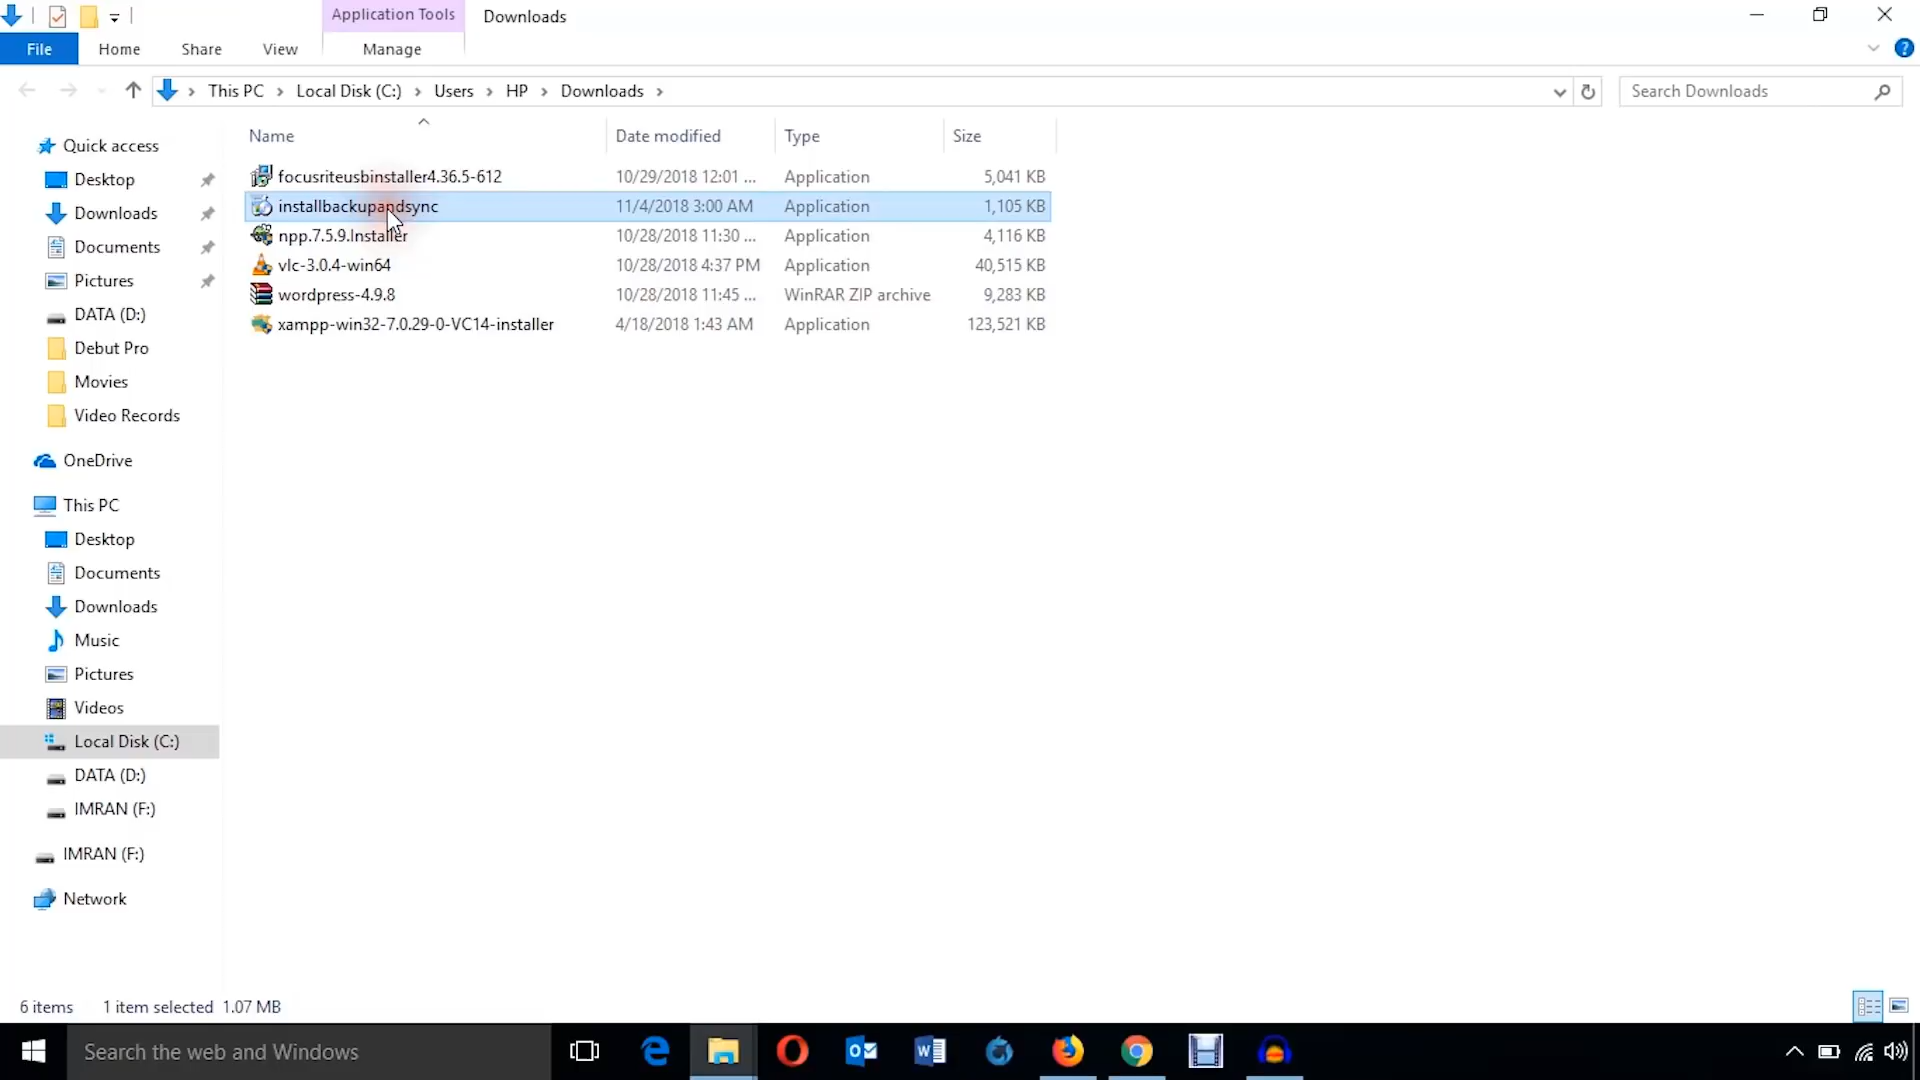 Application Tools Downloads
File Home Share View Manage
This PC Local Disk (C:) Users HP Downloads Search Downloads
Name Date modified Type Size
focusriteusbinstaller4.36.5-612 10/29/2018 12:01 ... Application 5,041 KB
installbackupandsync 11/4/2018 3:00 AM Application 1,105 KB
npp.7.5.9.Installer 10/28/2018 11:30 ... Application 4,116 KB
vlc-3.0.4-win64 10/28/2018 4:37 PM Application 40,515 KB
wordpress-4.9.8 10/28/2018 11:45 ... WinRAR ZIP archive 9,283 KB
xampp-win32-7.0.29-0-VC14-installer 4/18/2018 1:43 AM Application 123,521 KB
Quick access
Desktop
Downloads
Documents
Pictures
DATA (D:)
Debut Pro
Movies
Video Records
OneDrive
This PC
Desktop
Documents
Downloads
Music
Pictures
Videos
Local Disk (C:)
DATA (D:)
IMRAN (F:)
IMRAN (F:)
Network
6 items 1 item selected 1.07 MB
Search the web and Windows